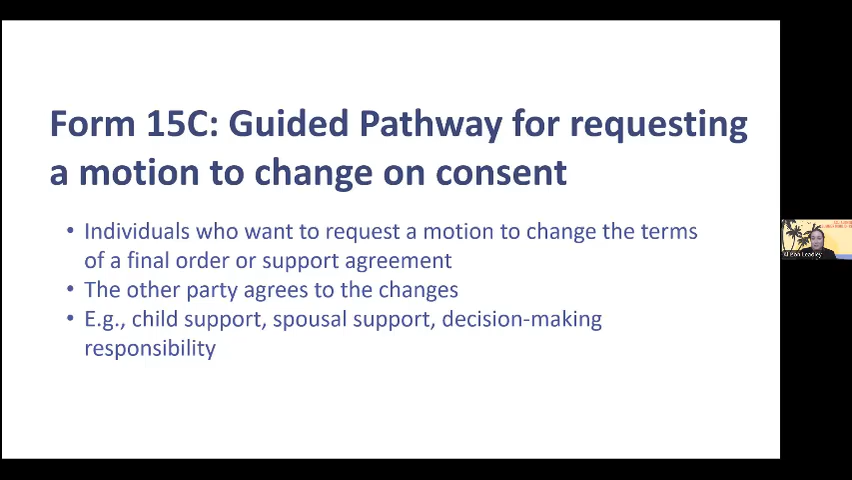 Form 15C: Guided Pathway for requesting
a motion to change on consent
• Individuals who want to request a motion to change the terms
of a final order or support agreement
• The other party agrees to the changes
• E.g., child support, spousal support, decision-making
responsibility
Leadley